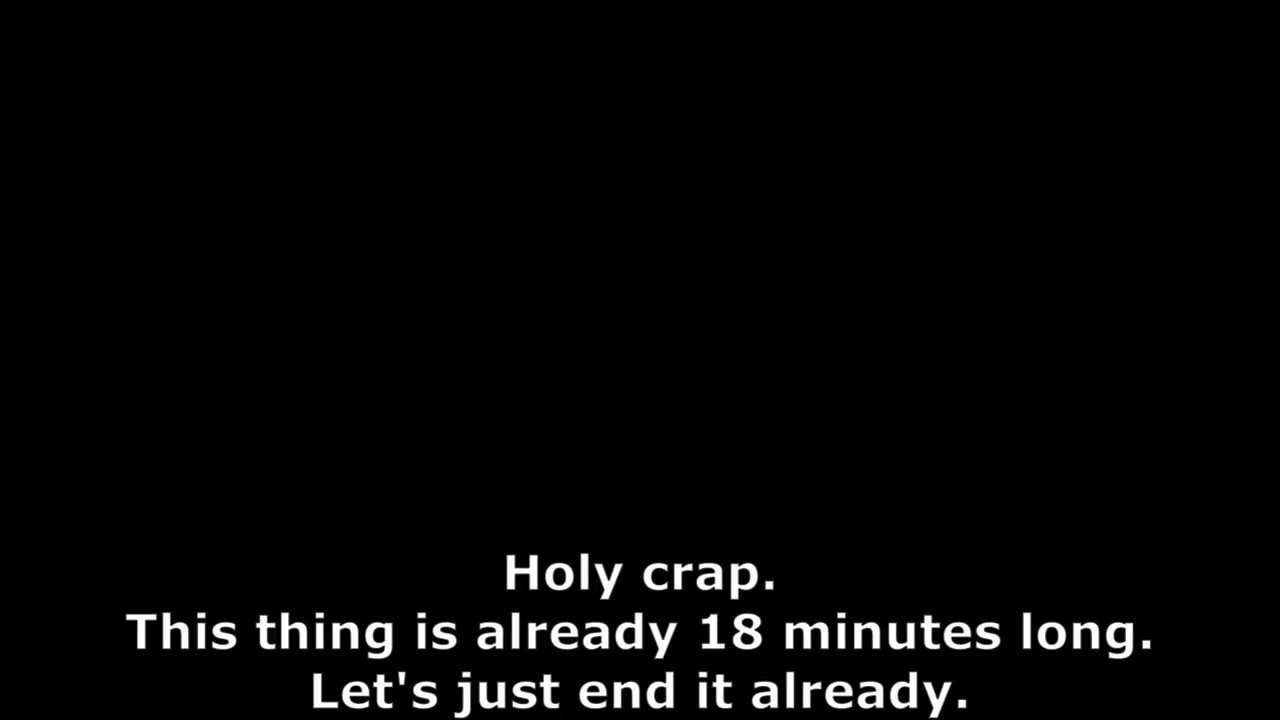 Holy crap.
This thing is already 18 minutes long.
Let's just end it already.